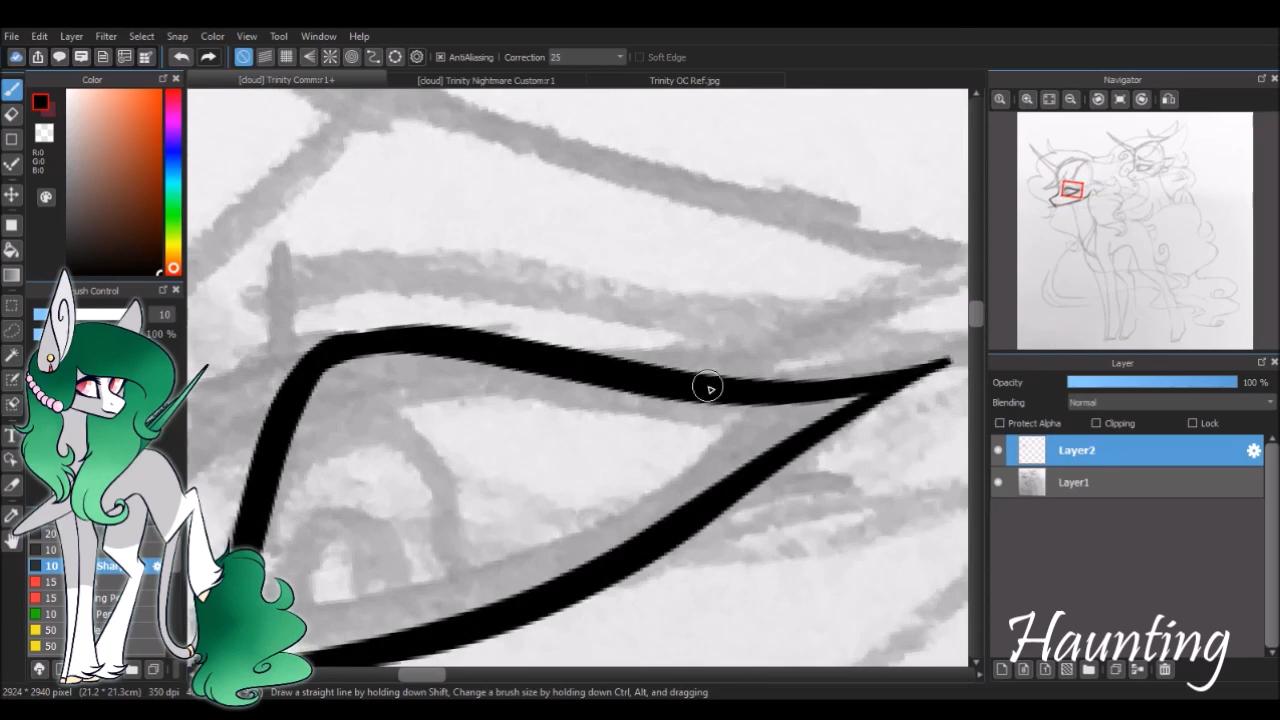 File Edit Layer Filter Select Snap Color View Tool Window Help
AntiAliasing Correction 25 Soft Edge
Color
[cloud] Trinity Comm:r1+ [cloud] Trinity Nightmare Custom:r1 Trinity OC Ref.jpg
Navigator
R:0
G:0
B:0
ush Control
10
100 %
Layer
Opacity 100 %
Blending Normal
Protect Alpha Clipping Lock
Layer2
Layer1
T
20
10
10 Shar
15
15 ng Pe
10 Pe
50
50
Haunting
2924 * 2940 pixel (21.2 * 21.3cm) 350 dpi Draw a straight line by holding down Shift, Change a brush size by holding down Ctrl, Alt, and dragging